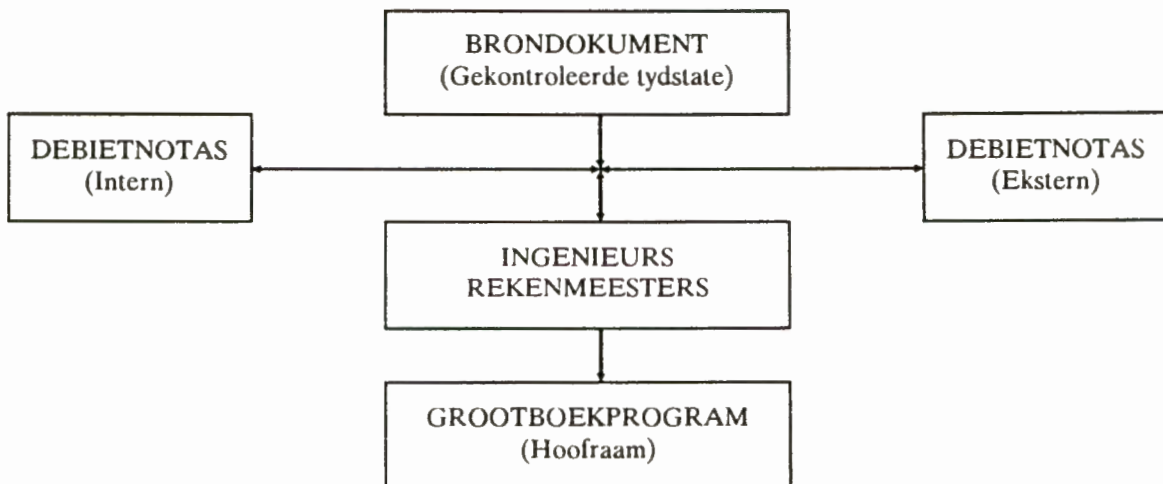 BRONDOKUMENT
(Gekontroleerde tydstate)
DEBIETNOTAS
(Intern)
DEBIETNOTAS
(Ekstern)
INGENIEURS
REKENMEESTERS
GROOTBOEKPROGRAM
(Hoofraam)